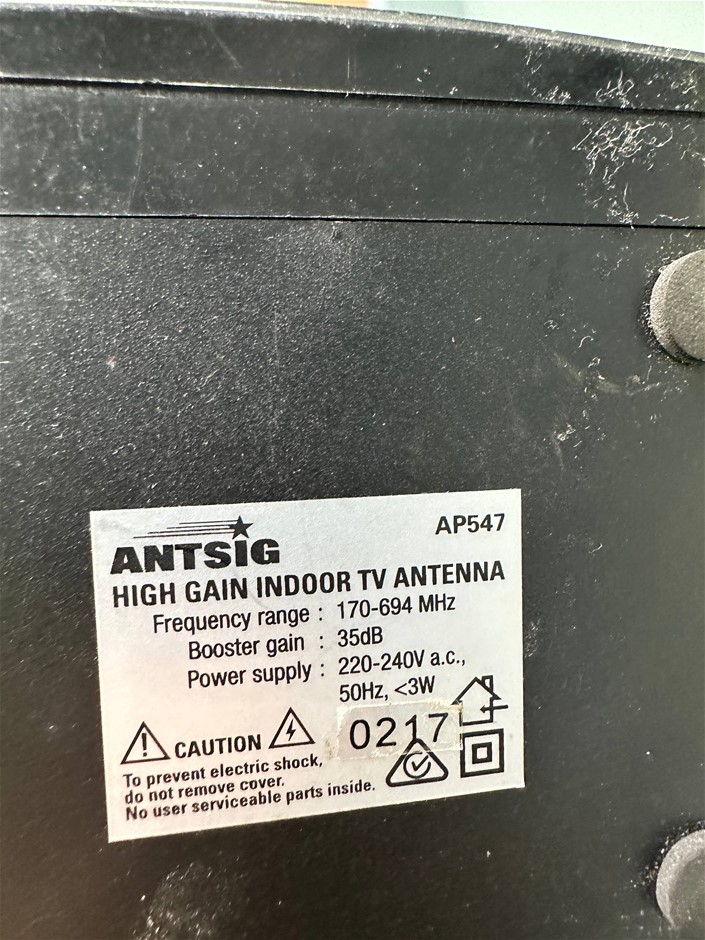 ANTSIG
AP547
HIGH GAIN INDOOR TV ANTENNA
Frequency range : 170-694 MHz
Booster gain : 35dB
Power supply : 220-240V a.c.,
50Hz, <3W
CAUTION
0217
To prevent electric shock,
do not remove cover.
No user serviceable parts inside.